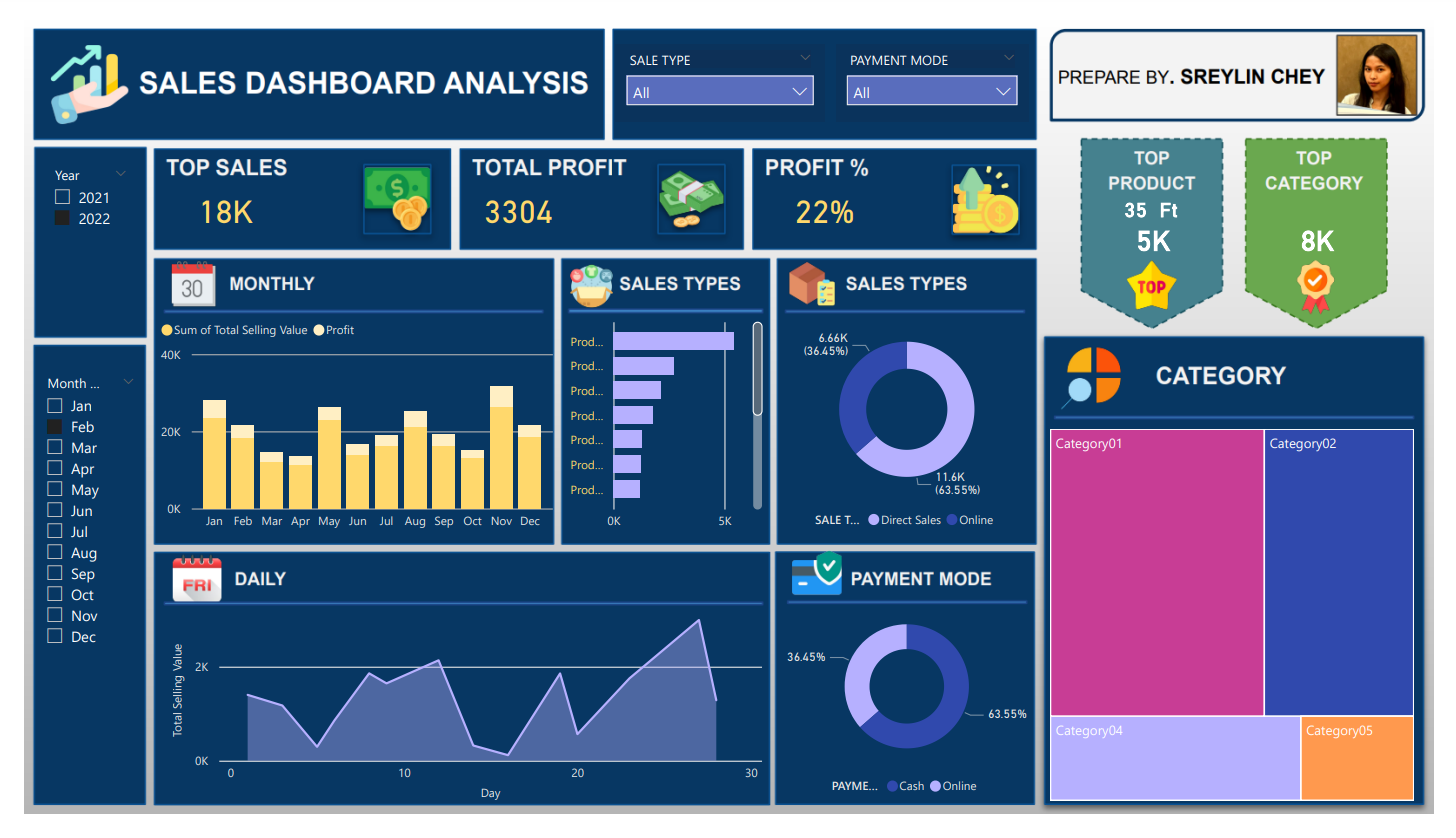 SALES DASHBOARD ANALYSIS
SALE TYPE
All
PAYMENT MODE
All
PREPARE BY. SREYLIN CHEY
Year
2021
2022
TOP SALES
18K
TOTAL PROFIT
3304
PROFIT %
22%
TOP
PRODUCT
35 Ft
5K
TOP
TOP
CATEGORY
8K
Month ...
Jan
Feb
Mar
Apr
May
Jun
Jul
Aug
Sep
Oct
Nov
Dec
30
MONTHLY
Sum of Total Selling Value Profit
40K
20K
0K
Jan Feb Mar Apr May Jun Jul Aug Sep Oct Nov Dec
SALES TYPES
Prod...
Prod...
Prod...
Prod...
Prod...
Prod...
Prod...
0K 5K
SALES TYPES
6.66K
(36.45%)
11.6K
(63.55%)
SALE T... Direct Sales Online
CATEGORY
Category01
Category02
Category04
Category05
FRI
DAILY
Total Selling Value
2K
0K
0 10 20 30
Day
PAYMENT MODE
36.45%
63.55%
PAYME... Cash Online